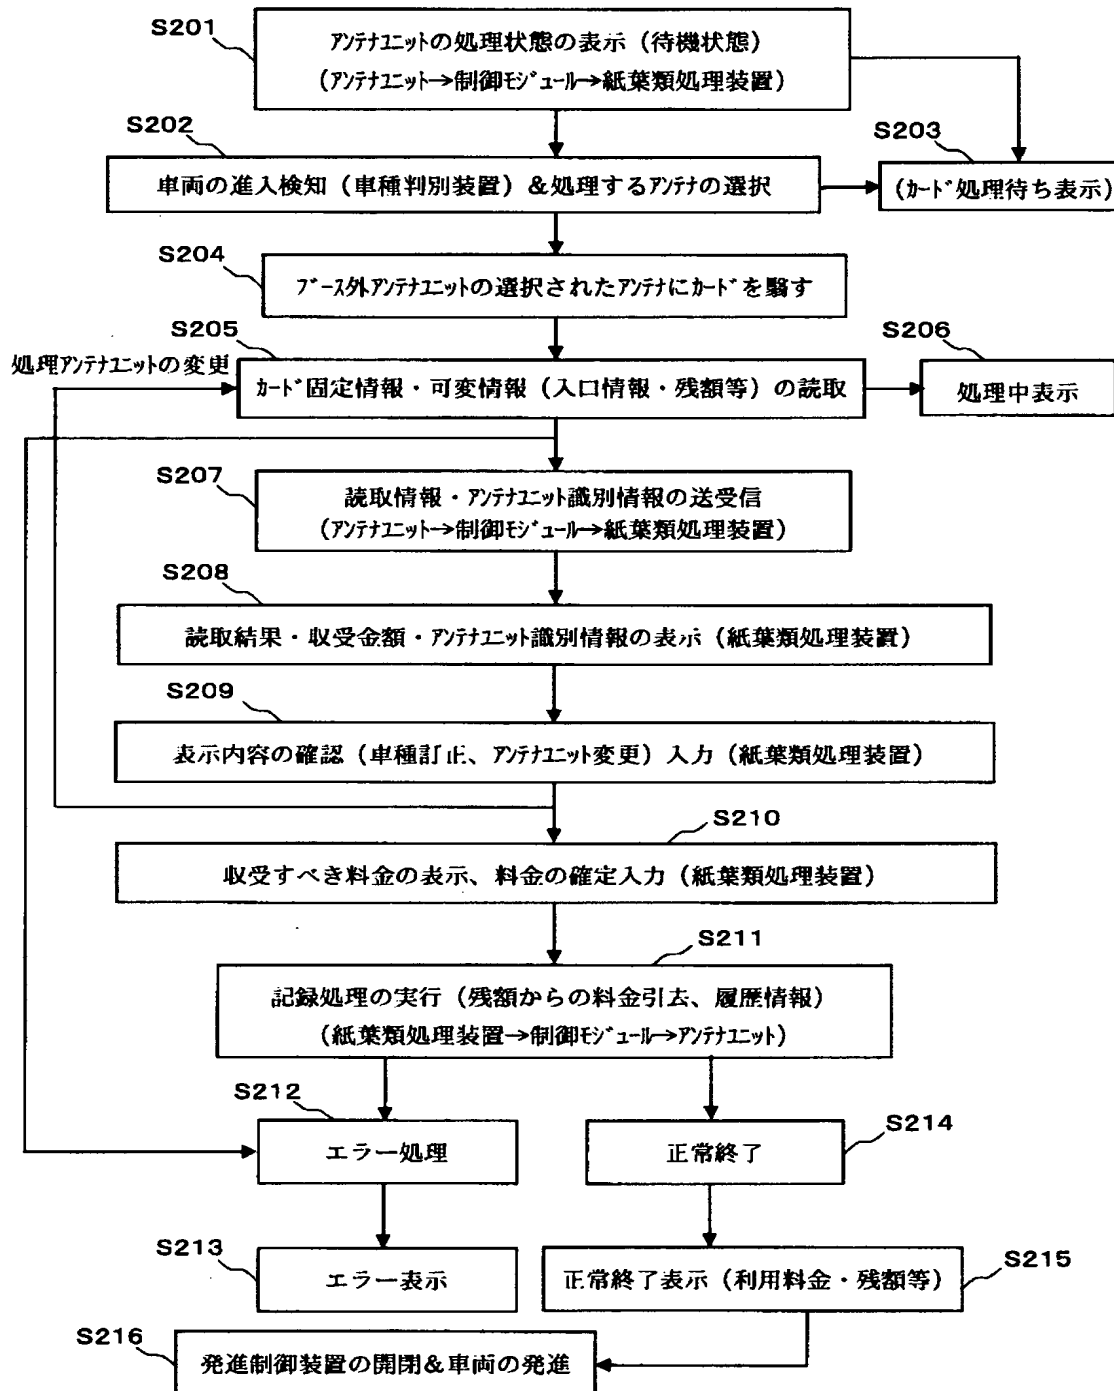 S201
アンテナユニットの処理状態の表示（待機状態）
（アンテナユニット→制御モジュール→紙葉類処理装置）
S202
車両の進入検知（車種判別装置）＆処理するアンテナの選択
S203
（カード処理待ち表示）
S204
ブース外アンテナユニットの選択されたアンテナにカードを翳す
S205
処理アンテナユニットの変更
カード固定情報・可変情報（入口情報・残額等）の読取
S206
処理中表示
S207
読取情報・アンテナユニット識別情報の送受信
（アンテナユニット→制御モジュール→紙葉類処理装置）
S208
読取結果・収受金額・アンテナユニット識別情報の表示（紙葉類処理装置）
S209
表示内容の確認（車種訂正、アンテナユニット変更）入力（紙葉類処理装置）
S210
収受すべき料金の表示、料金の確定入力（紙葉類処理装置）
S211
記録処理の実行（残額からの料金引去、履歴情報）
（紙葉類処理装置→制御モジュール→アンテナユニット）
S212
エラー処理
S214
正常終了
S213
エラー表示
S215
正常終了表示（利用料金・残額等）
S216
発進制御装置の開閉＆車両の発進